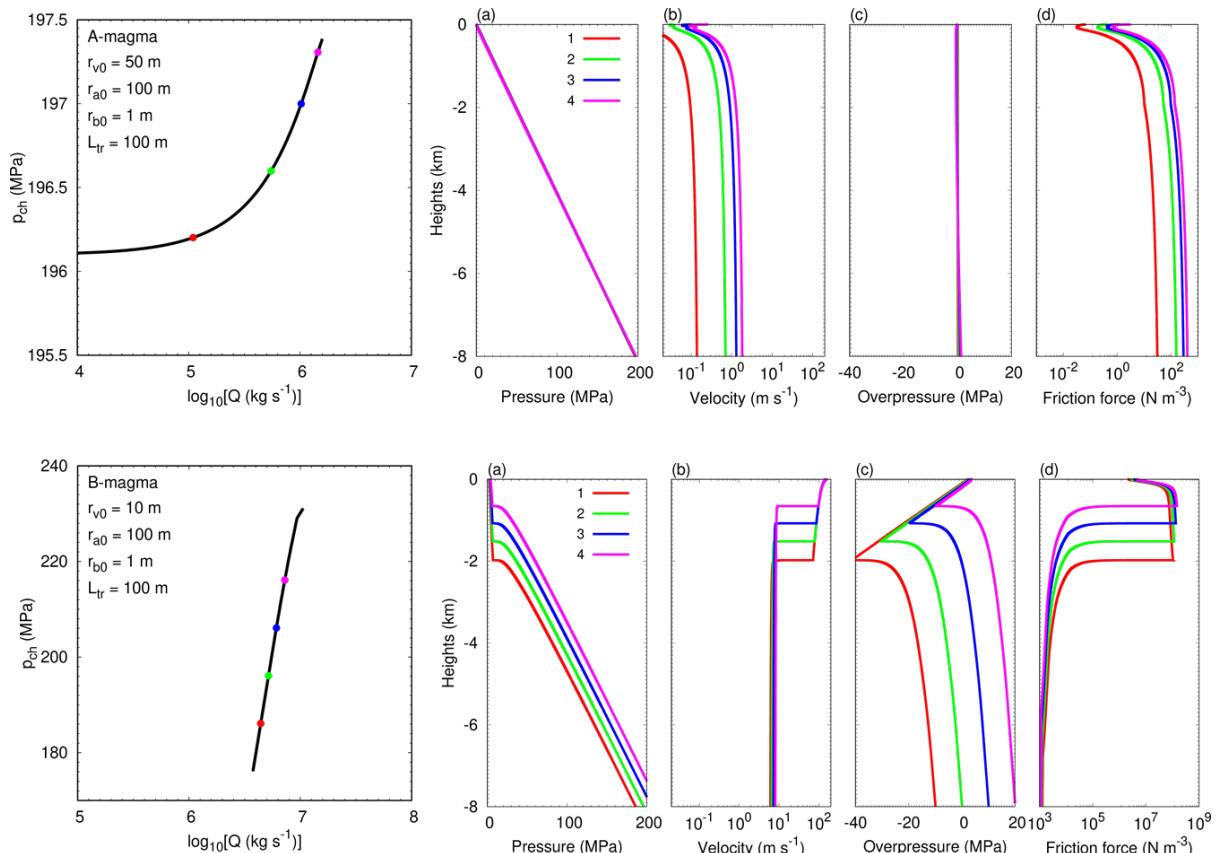 197.5
197
196.5
196
195.5
p_ch (MPa)
A-magma
r_v0 = 50 m
r_a0 = 100 m
r_b0 = 1 m
L_tr = 100 m
4 5 6 7
log_10[Q (kg s^-1)]
(a) (b) (c) (d)
0
-2
-4
-6
-8
Heights (km)
1
2
3
4
0 100 200
Pressure (MPa)
10^-1 10^0 10^1 10^2
Velocity (m s^-1)
-40 -20 0 20
Overpressure (MPa)
10^-2 10^0 10^2
Friction force (N m^-3)
240
220
200
180
p_ch (MPa)
B-magma
r_v0 = 10 m
r_a0 = 100 m
r_b0 = 1 m
L_tr = 100 m
5 6 7 8
log_10[Q (kg s^-1)]
(a) (b) (c) (d)
0
-2
-4
-6
-8
Heights (km)
1
2
3
4
0 100 200
Pressure (MPa)
10^-1 10^0 10^1 10^2
Velocity (m s^-1)
-40 -20 0 20
Overpressure (MPa)
10^3 10^5 10^7 10^9
Friction force (N m^-3)